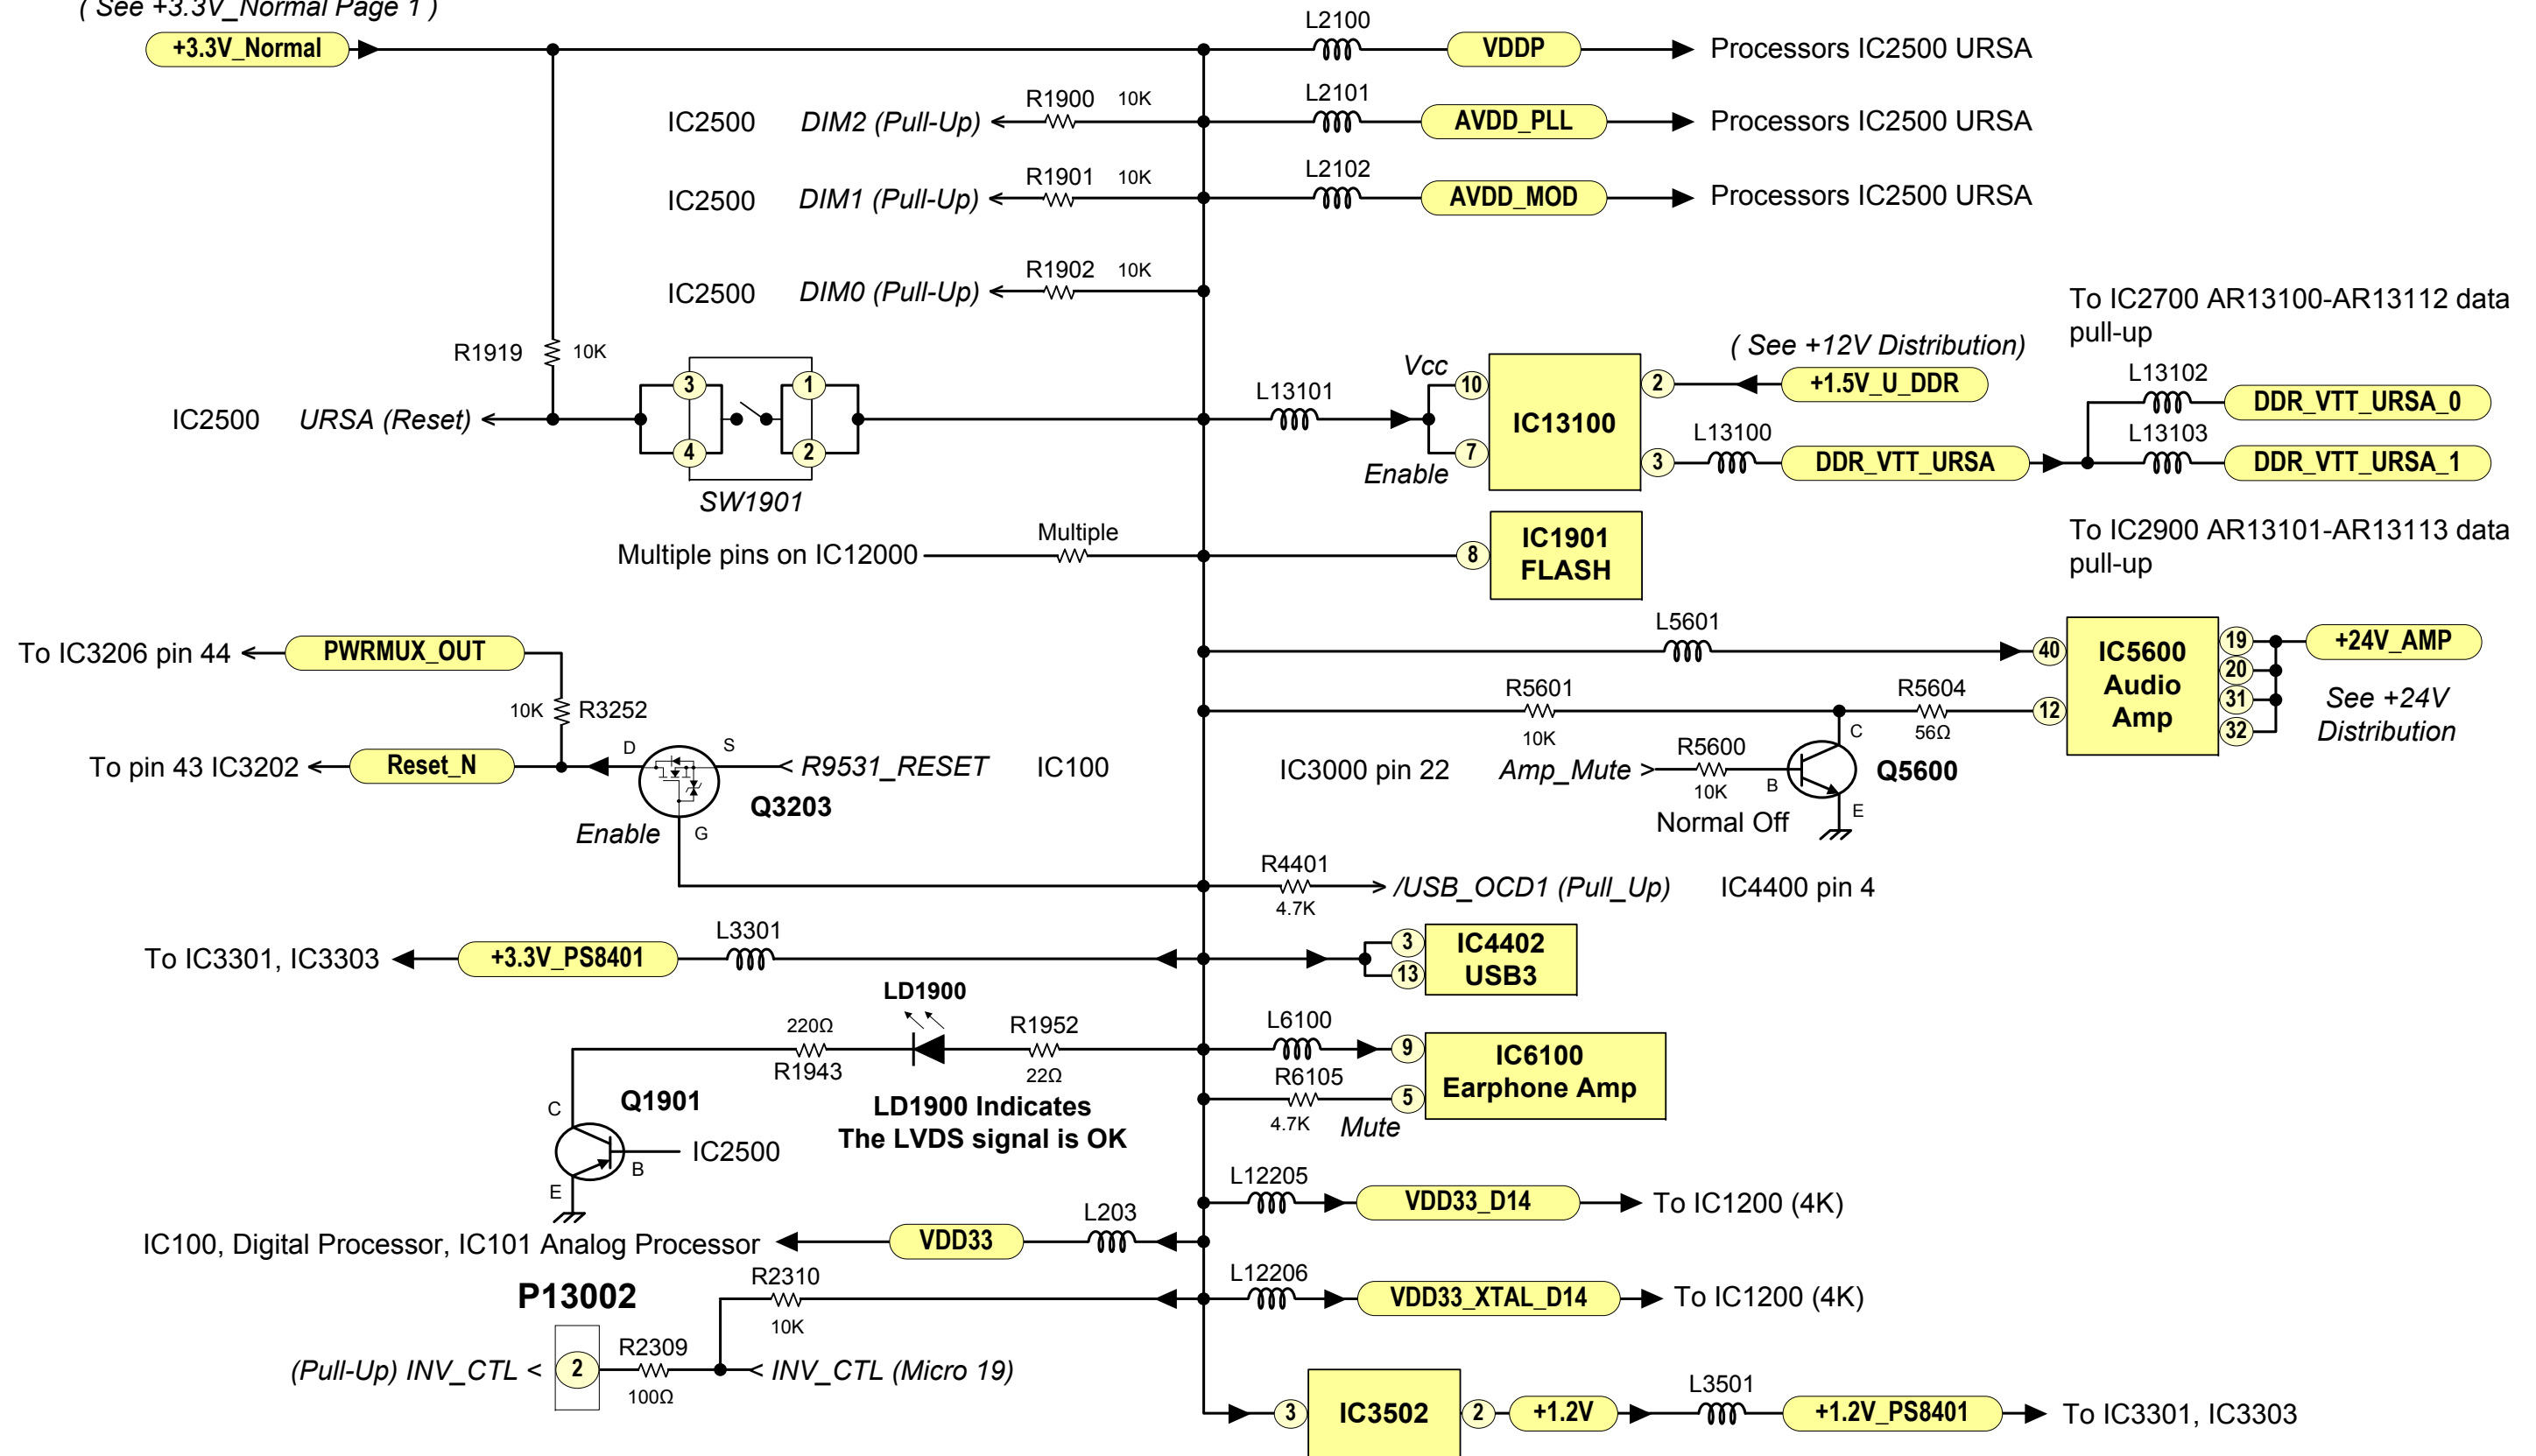 ( See +3.3V_Normal Page 1 )
+3.3V_Normal
L2100
VDDP
Processors IC2500 URSA
IC2500
DIM2 (Pull-Up)
R1900
10K
L2101
AVDD_PLL
Processors IC2500 URSA
IC2500
DIM1 (Pull-Up)
R1901
10K
L2102
AVDD_MOD
Processors IC2500 URSA
IC2500
DIM0 (Pull-Up)
R1902
10K
To IC2700 AR13100-AR13112 data
pull-up
R1919
10K
IC2500
URSA (Reset)
3
4
1
2
SW1901
L13101
Vcc
10
7
Enable
IC13100
2
3
( See +12V Distribution)
+1.5V_U_DDR
L13100
DDR_VTT_URSA
L13102
DDR_VTT_URSA_0
L13103
DDR_VTT_URSA_1
Multiple pins on IC12000
Multiple
8
IC1901
FLASH
To IC2900 AR13101-AR13113 data
pull-up
To IC3206 pin 44
PWRMUX_OUT
10K
R3252
To pin 43 IC3202
Reset_N
D
S
G
Q3203
Enable
R9531_RESET
IC100
L5601
40
12
IC5600
Audio
Amp
19
20
31
32
+24V_AMP
See +24V
Distribution
R5601
10K
R5604
56Ω
IC3000 pin 22
Amp_Mute >
R5600
10K
C
B
E
Q5600
Normal Off
R4401
4.7K
/USB_OCD1 (Pull_Up)
IC4400 pin 4
To IC3301, IC3303
+3.3V_PS8401
L3301
3
13
IC4402
USB3
LD1900
220Ω
R1943
R1952
22Ω
LD1900 Indicates
The LVDS signal is OK
C
B
E
Q1901
IC2500
L6100
9
R6105
4.7K
5
Mute
IC6100
Earphone Amp
L12205
VDD33_D14
To IC1200 (4K)
IC100, Digital Processor, IC101 Analog Processor
VDD33
L203
L12206
VDD33_XTAL_D14
To IC1200 (4K)
P13002
R2310
10K
(Pull-Up) INV_CTL <
2
R2309
100Ω
< INV_CTL (Micro 19)
3
IC3502
2
+1.2V
L3501
+1.2V_PS8401
To IC3301, IC3303